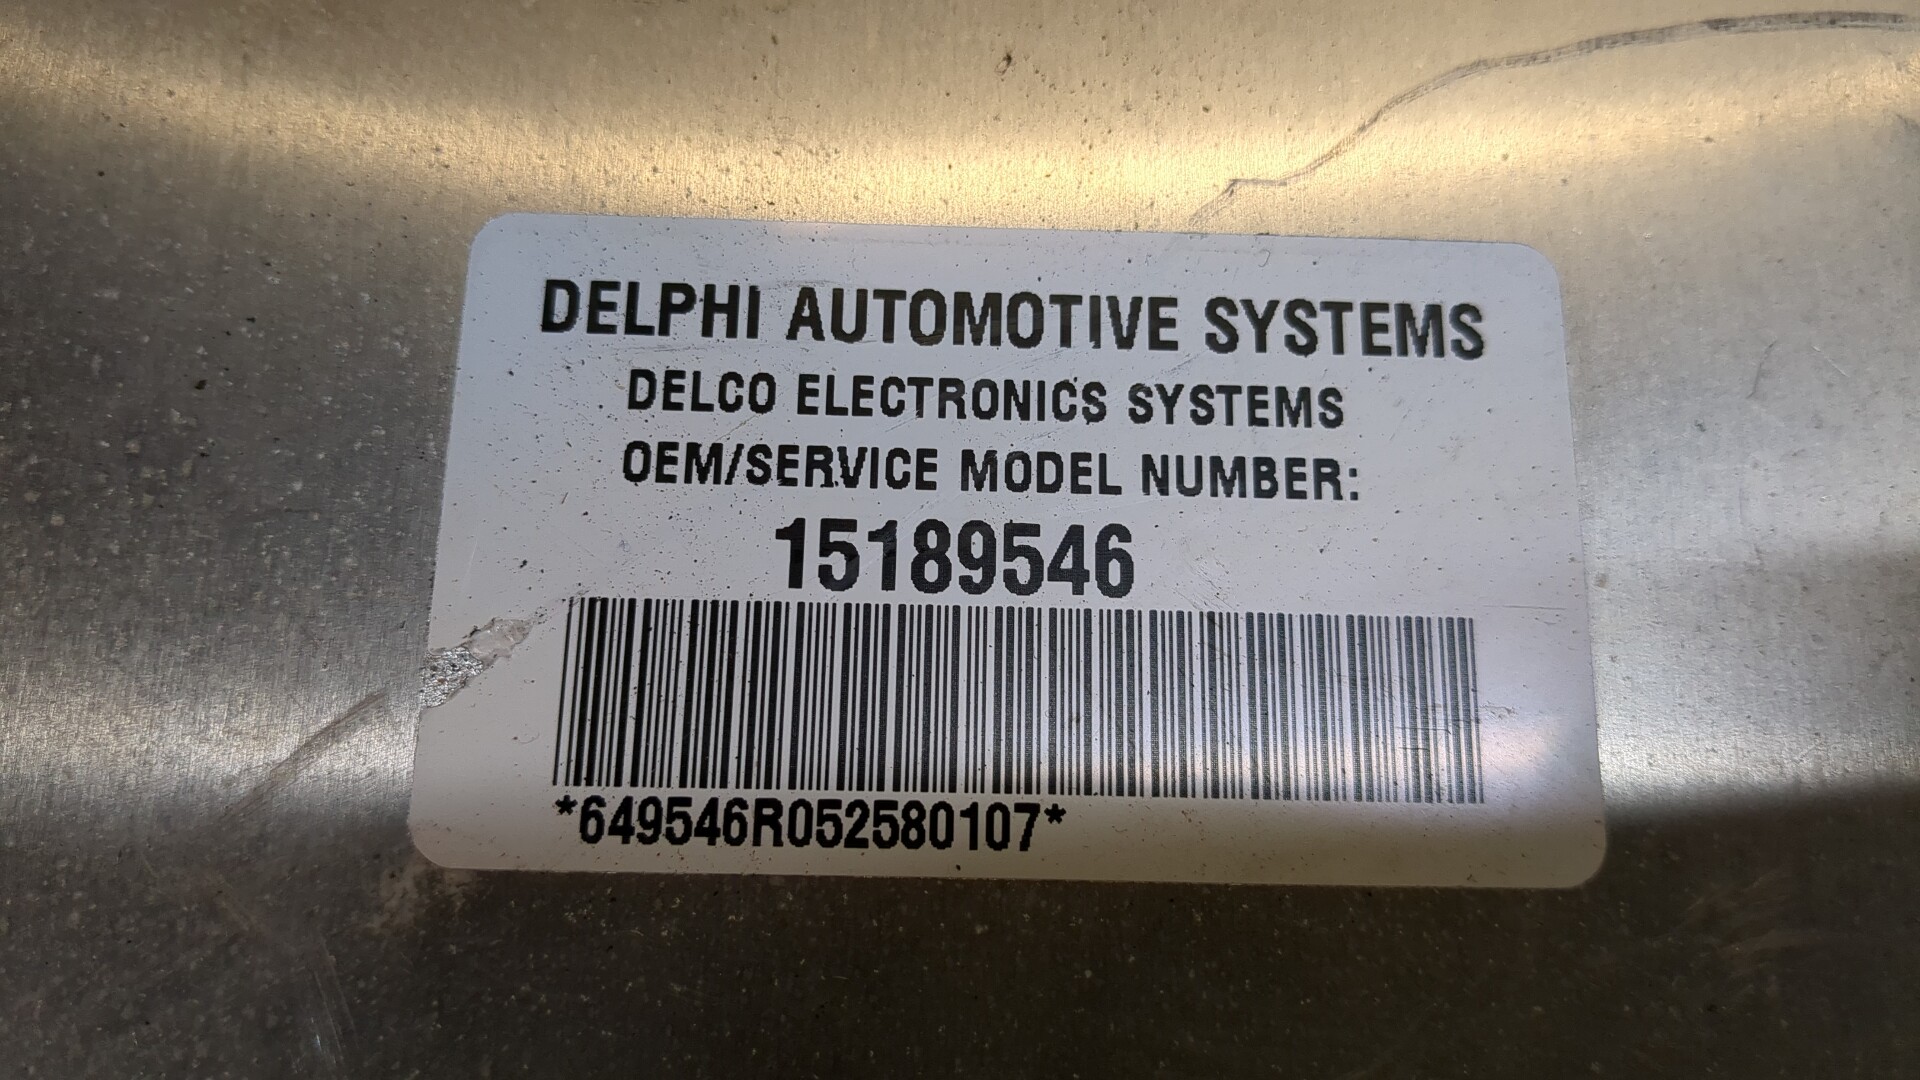 DELPHI AUTOMOTIVE SYSTEMS
DELCO ELECTRONICS SYSTEMS
OEM/SERVICE MODEL NUMBER:
15189546
*649546R052580107*